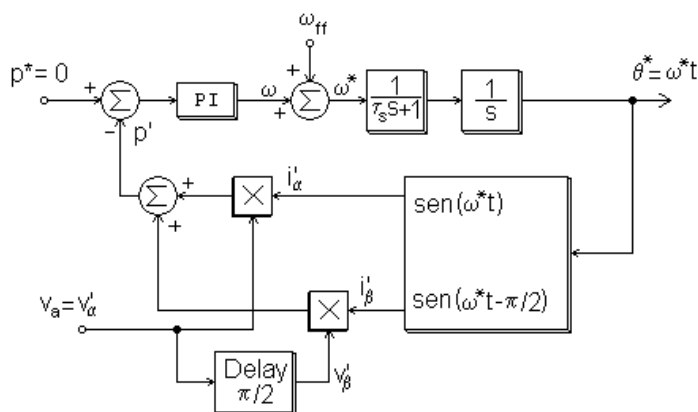 ω_ff
p* = 0
+
Σ
−
p'
PI
ω
+
+
Σ
ω*
1
τ_s s+1
1
s
θ* = ω*t
Σ
+
+
×
i'_α
sen(ω*t)
i'_β
sen(ω*t-π/2)
×
v_a = v'_α
Delay
π/2
v'_β